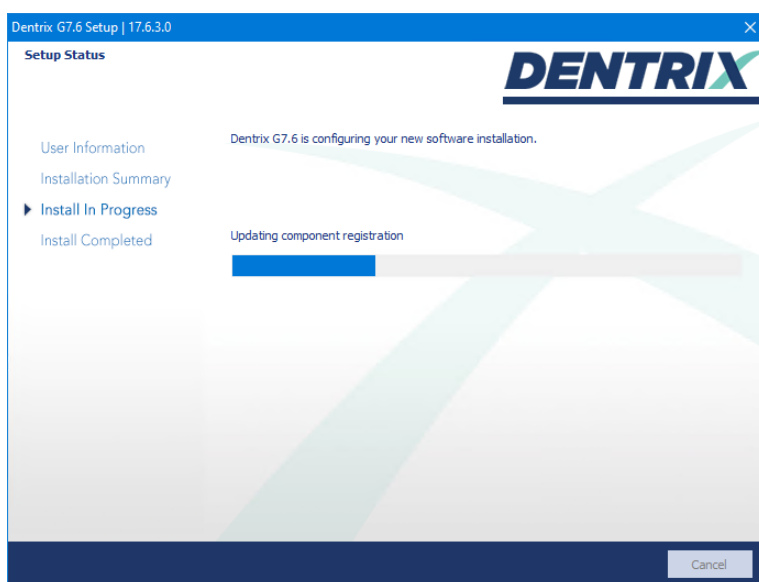 Dentrix G7.6 Setup | 17.6.3.0
Setup Status
DENTRIX
User Information
Installation Summary
Install In Progress
Install Completed
Dentrix G7.6 is configuring your new software installation.
Updating component registration
Cancel